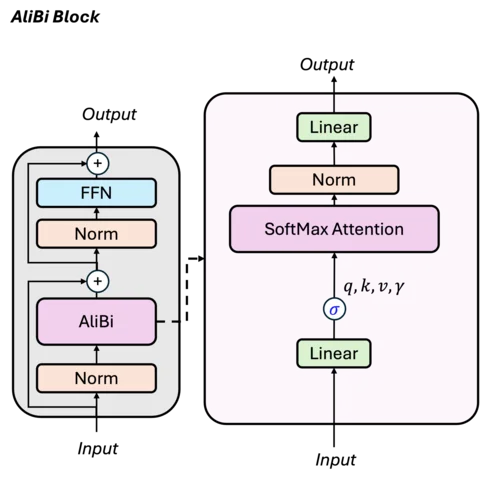 AliBi Block
Output
+
FFN
Norm
+
AliBi
Norm
Input
Output
Linear
Norm
SoftMax Attention
q, k, v, γ
σ
Linear
Input